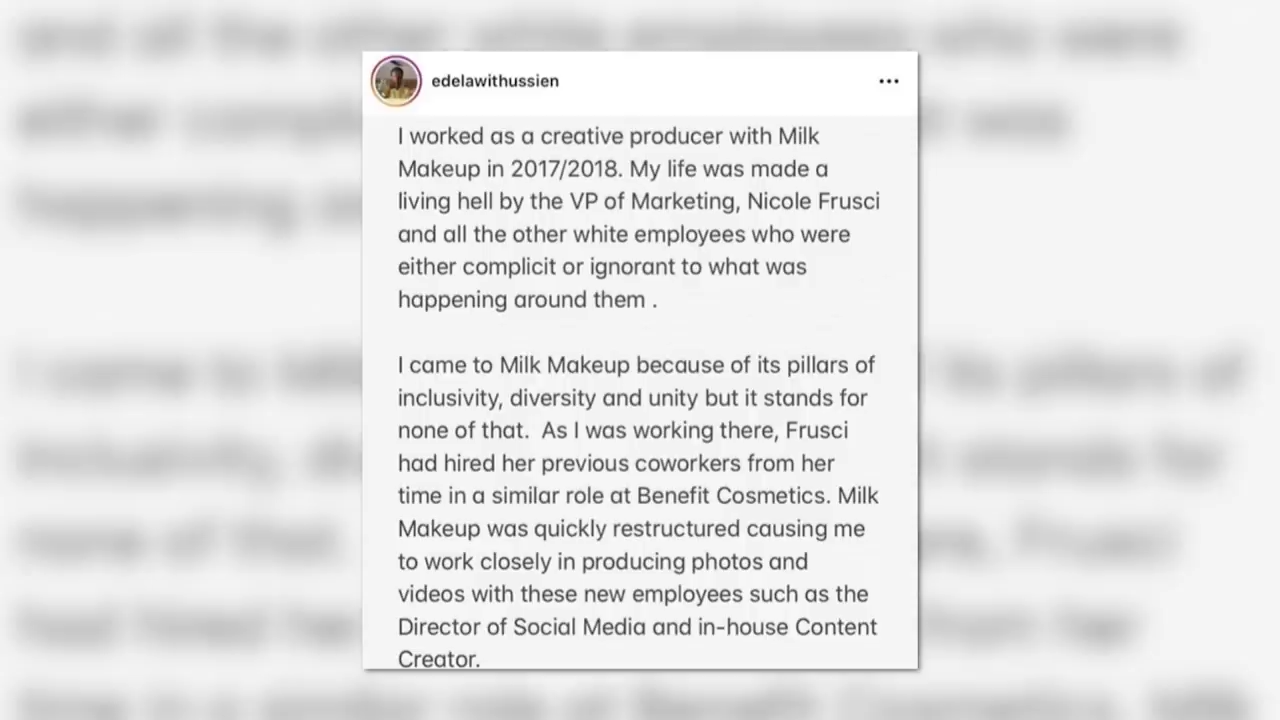 edelawithussien
I worked as a creative producer with Milk
Makeup in 2017/2018. My life was made a
living hell by the VP of Marketing, Nicole Frusci
and all the other white employees who were
either complicit or ignorant to what was
happening around them .
I came to Milk Makeup because of its pillars of
inclusivity, diversity and unity but it stands for
none of that.  As I was working there, Frusci
had hired her previous coworkers from her
time in a similar role at Benefit Cosmetics. Milk
Makeup was quickly restructured causing me
to work closely in producing photos and
videos with these new employees such as the
Director of Social Media and in-house Content
Creator.